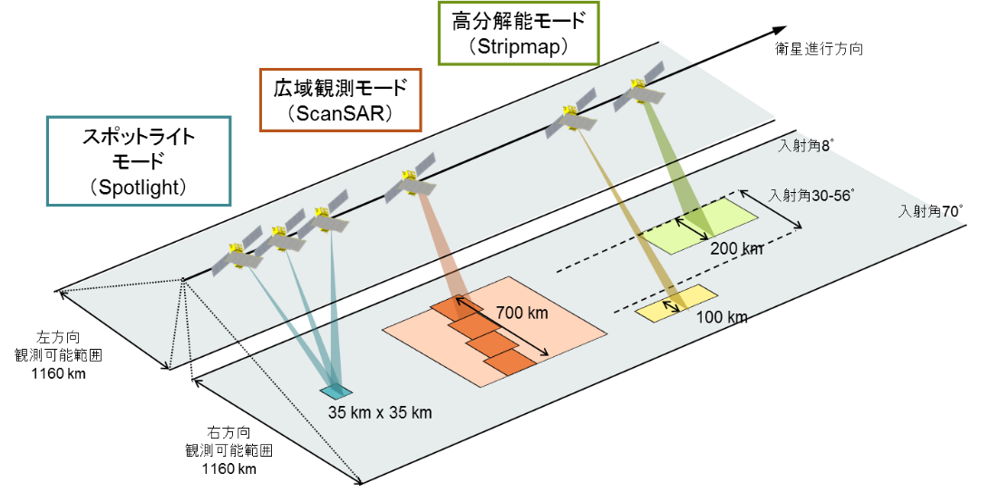 高分解能モード
（Stripmap）
衛星進行方向
広域観測モード
（ScanSAR）
スポットライト
モード
（Spotlight）
入射角8°
入射角30-56°
入射角70°
200 km
700 km
100 km
左方向
観測可能範囲
1160 km
35 km x 35 km
右方向
観測可能範囲
1160 km